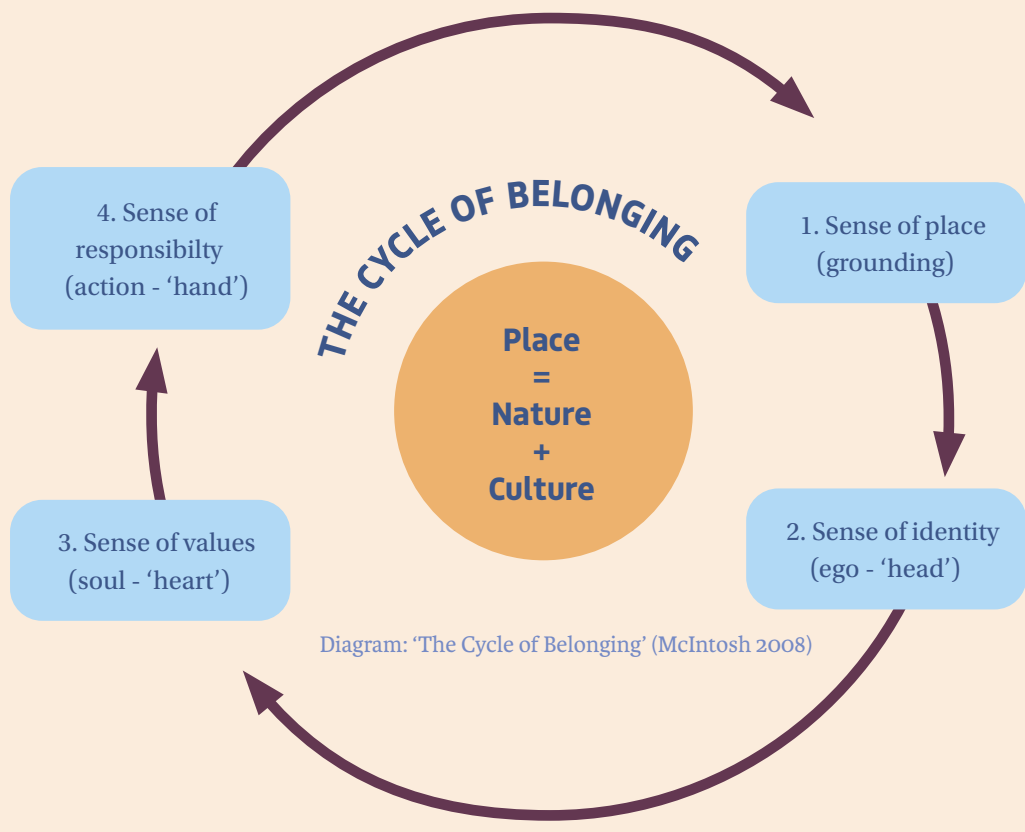 THE CYCLE OF BELONGING
Place
=
Nature
+
Culture
1. Sense of place
(grounding)
2. Sense of identity
(ego - ‘head’)
3. Sense of values
(soul - ‘heart’)
4. Sense of
responsibilty
(action - ‘hand’)
Diagram: ‘The Cycle of Belonging’ (McIntosh 2008)